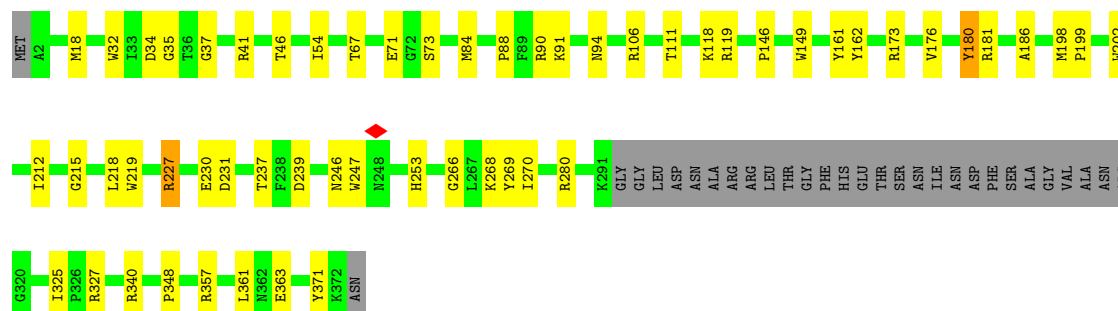 MET A2 M18 W32 I33 D34 G35 T36 G37 R41 T46 I54 T67 E71 G72 S73 M84 P88 F89 R90 K91 N94 R106 T111 K118 R119 P146 W149 Y161 Y162 R173 V176 Y180 R181 A186 M198 P199 W202
I212 G215 L218 W219 R227 E230 D231 T237 F238 D239 N246 W247 N248 H253 G266 L267 K268 Y269 I270 R280 K291 GLY GLY LEU ASP ASN ALA ARG ARG LEU THR GLY PHE HIS GLU THR SER ASN ILE ASN ASP PHE SER ALA GLY VAL ALA ASN
G320 I325 P326 R327 R340 P348 R357 L361 N362 E363 Y371 K372 ASN